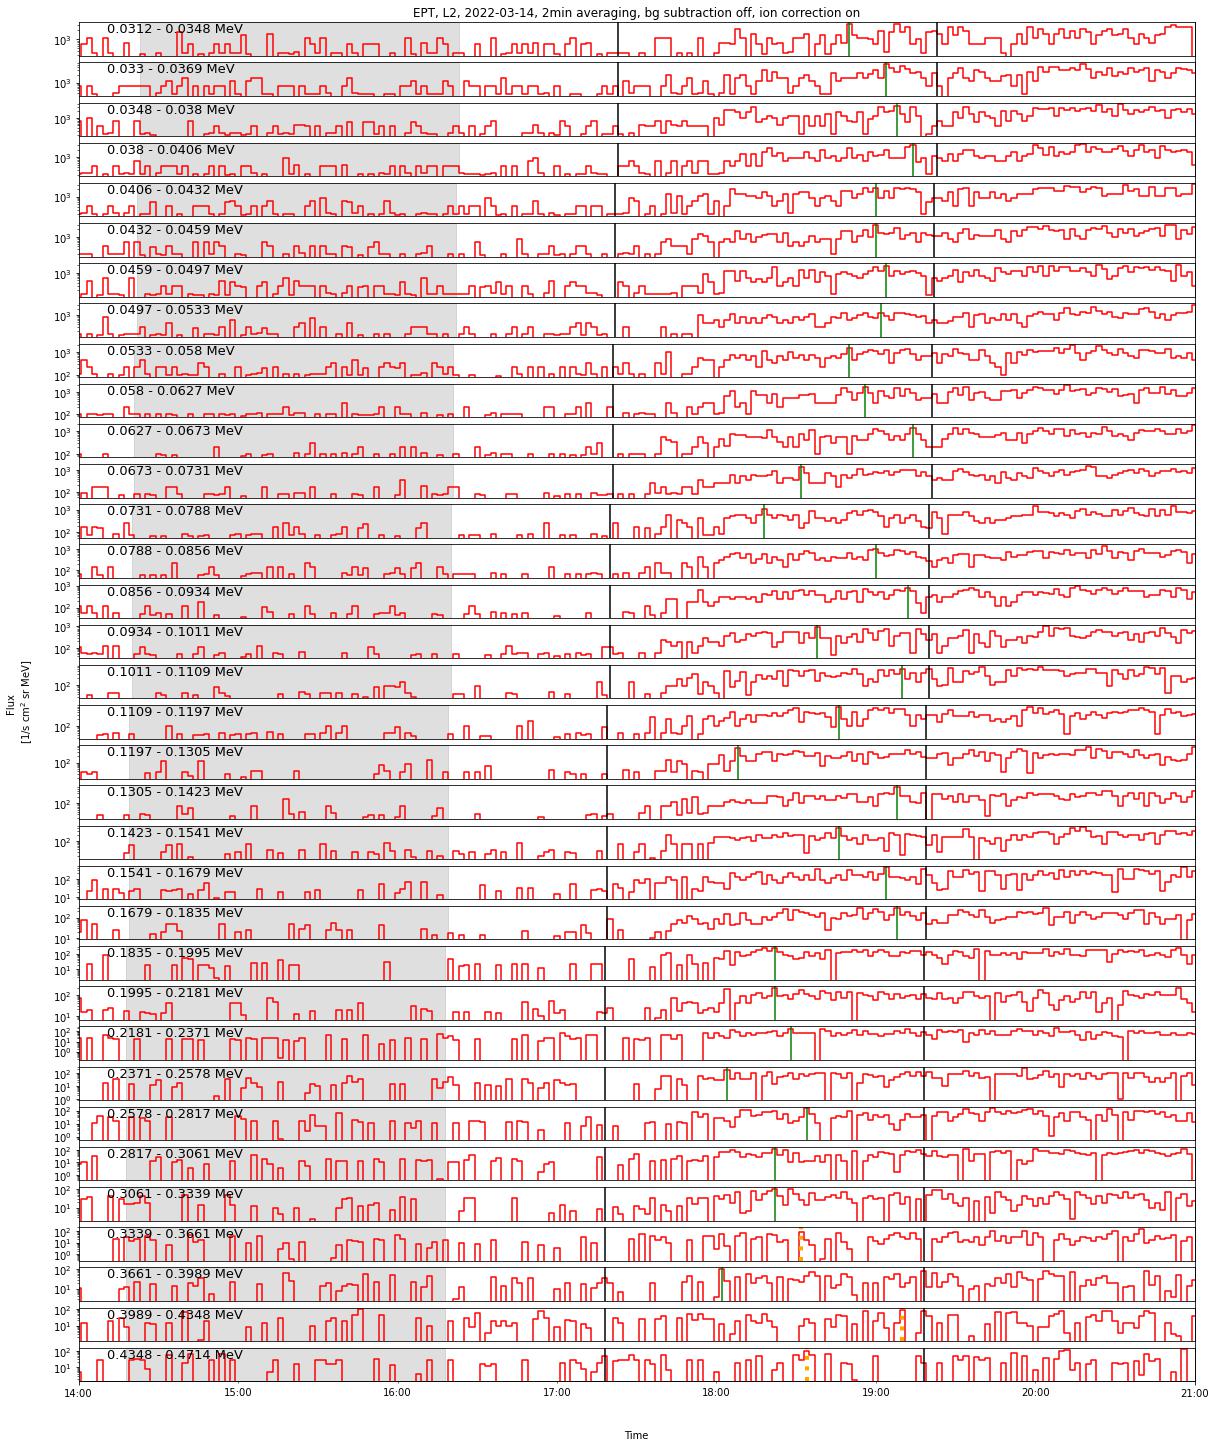 EPT, L2, 2022-03-14, 2min averaging, bg subtraction off, ion correction on
0.0312 - 0.0348 MeV
10³
0.033 - 0.0369 MeV
10³
0.0348 - 0.038 MeV
10³
0.038 - 0.0406 MeV
10³
0.0406 - 0.0432 MeV
10³
0.0432 - 0.0459 MeV
10³
0.0459 - 0.0497 MeV
10³
0.0497 - 0.0533 MeV
10³
0.0533 - 0.058 MeV
10³
10²
0.058 - 0.0627 MeV
10³
10²
0.0627 - 0.0673 MeV
10³
10²
0.0673 - 0.0731 MeV
10³
10²
0.0731 - 0.0788 MeV
10³
10²
0.0788 - 0.0856 MeV
10³
10²
0.0856 - 0.0934 MeV
10³
10²
0.0934 - 0.1011 MeV
10³
10²
0.1011 - 0.1109 MeV
10²
0.1109 - 0.1197 MeV
10²
0.1197 - 0.1305 MeV
10²
0.1305 - 0.1423 MeV
10²
0.1423 - 0.1541 MeV
10²
0.1541 - 0.1679 MeV
10²
10¹
0.1679 - 0.1835 MeV
10²
10¹
0.1835 - 0.1995 MeV
10²
10¹
0.1995 - 0.2181 MeV
10²
10¹
0.2181 - 0.2371 MeV
10²
10¹
10⁰
0.2371 - 0.2578 MeV
10²
10¹
10⁰
0.2578 - 0.2817 MeV
10²
10¹
10⁰
0.2817 - 0.3061 MeV
10²
10¹
10⁰
0.3061 - 0.3339 MeV
10²
10¹
0.3339 - 0.3661 MeV
10²
10¹
10⁰
0.3661 - 0.3989 MeV
10²
10¹
0.3989 - 0.4348 MeV
10²
10¹
0.4348 - 0.4714 MeV
10²
10¹
Flux
[1/s cm² sr MeV]
14:00 15:00 16:00 17:00 18:00 19:00 20:00 21:00
Time